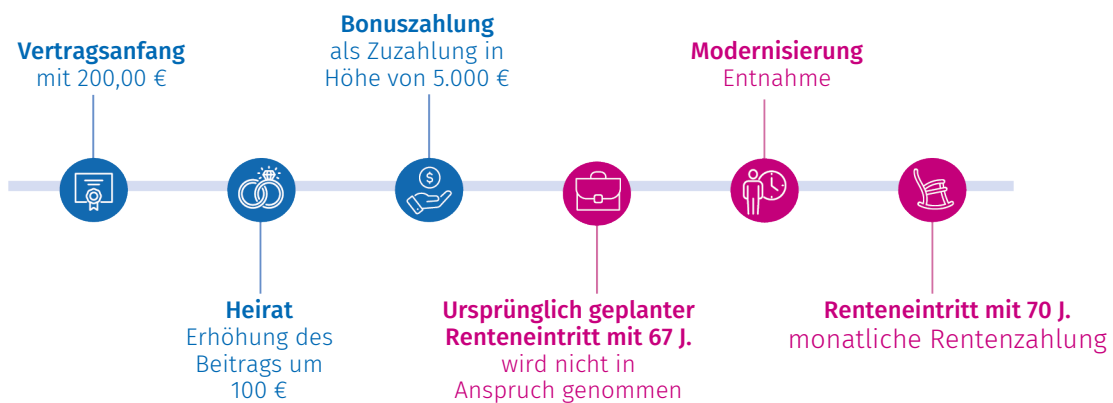 Vertragsanfang
mit 200,00 €
Heirat
Erhöhung des
Beitrags um
100 €
Bonuszahlung
als Zuzahlung in
Höhe von 5.000 €
$
Ursprünglich geplanter
Renteneintritt mit 67 J.
wird nicht in
Anspruch genommen
Modernisierung
Entnahme
Renteneintritt mit 70 J.
monatliche Rentenzahlung